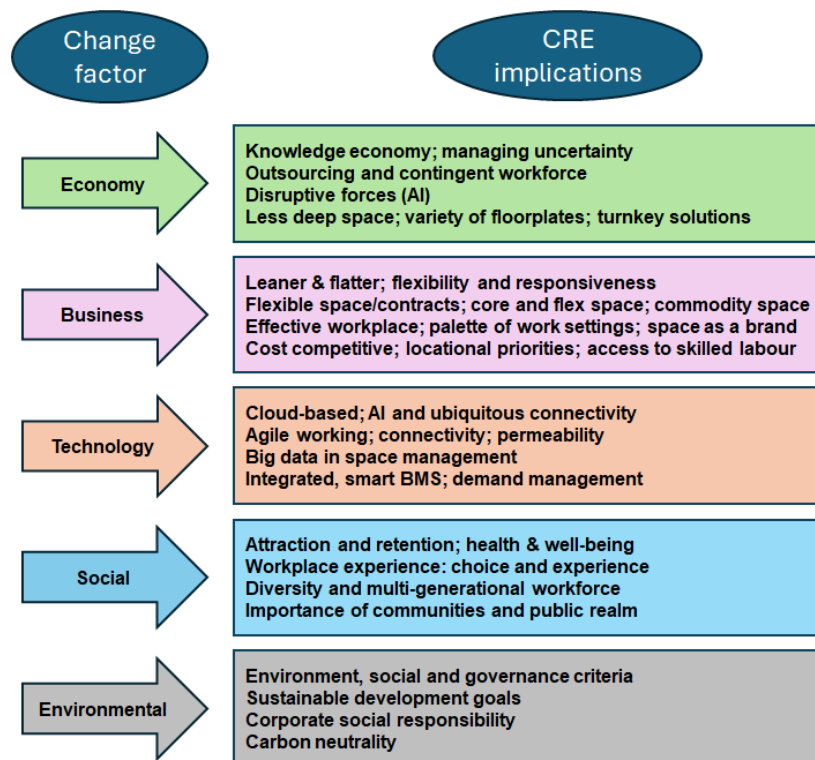 Change
factor
CRE
implications
Economy
Knowledge economy; managing uncertainty
Outsourcing and contingent workforce
Disruptive forces (AI)
Less deep space; variety of floorplates; turnkey solutions
Business
Leaner & flatter; flexibility and responsiveness
Flexible space/contracts; core and flex space; commodity space
Effective workplace; palette of work settings; space as a brand
Cost competitive; locational priorities; access to skilled labour
Technology
Cloud-based; AI and ubiquitous connectivity
Agile working; connectivity; permeability
Big data in space management
Integrated, smart BMS; demand management
Social
Attraction and retention; health & well-being
Workplace experience: choice and experience
Diversity and multi-generational workforce
Importance of communities and public realm
Environmental
Environment, social and governance criteria
Sustainable development goals
Corporate social responsibility
Carbon neutrality